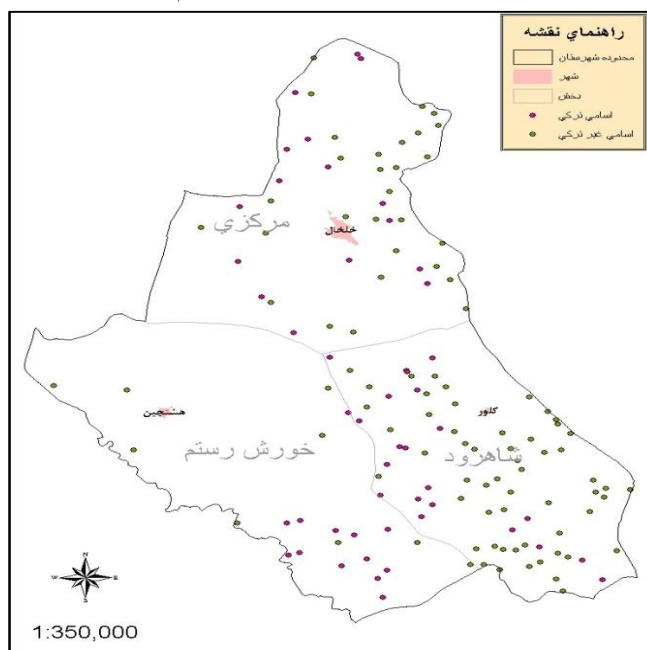 راهنماي نقشه
محدوده شهرستان
شهر
بخش
اسامي تركي
اسامي غير تركي
مركزي
خلخال
هشجين
كلور
خورش رستم
شاهرود
N
W E
S
1:350,000